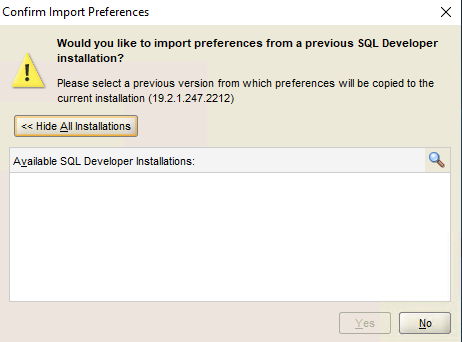 Confirm Import Preferences
Would you like to import preferences from a previous SQL Developer
installation?
Please select a previous version from which preferences will be copied to the
current installation (19.2.1.247.2212)
<< Hide All Installations
Available SQL Developer Installations:
Yes
No